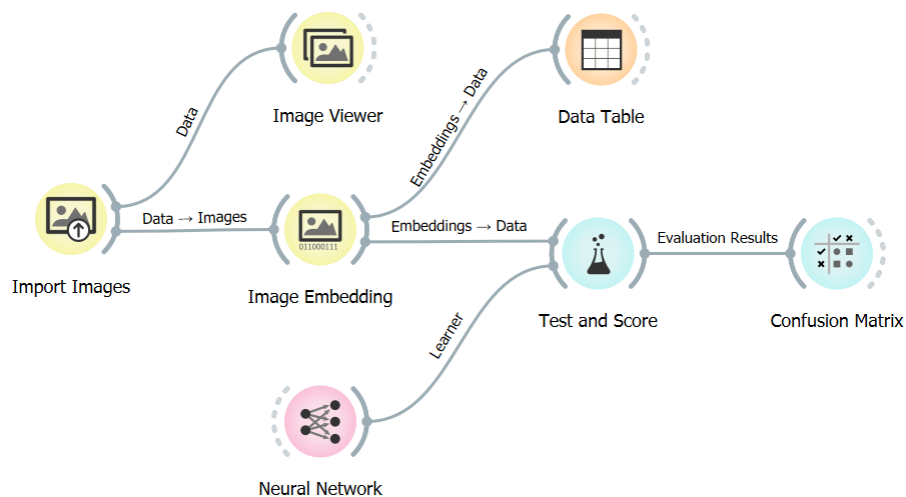 Image Viewer
Data Table
Data
Embeddings → Data
Data → Images
Embeddings → Data
Evaluation Results
Import Images
Image Embedding
011000111
Test and Score
Confusion Matrix
Learner
Neural Network